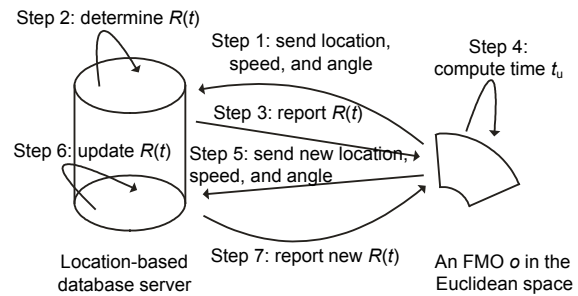 Step 2: determine R(t)
Step 1: send location,
speed, and angle
Step 4:
compute time tu
Step 3: report R(t)
Step 6: update R(t)
Step 5: send new location,
speed, and angle
Step 7: report new R(t)
Location-based
database server
An FMO o in the
Euclidean space